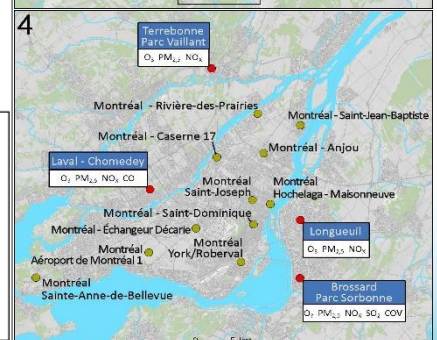 4
Terrebonne
Parc Vaillant
O₃ PM₂,₅ NOₓ
Montréal - Rivière-des-Prairies
Montréal - Saint-Jean-Baptiste
Montréal - Caserne 17
Montréal - Anjou
Laval - Chomedey
O₃ PM₂,₅ NOₓ CO
Montréal
Saint-Joseph
Montréal
Hochelaga - Maisonneuve
Montréal - Saint-Dominique
Montréal - Échangeur Décarie
Longueuil
O₃ PM₂,₅ NOₓ
Montréal
Aéroport de Montréal 1
Montréal
York/Roberval
Brossard
Parc Sorbonne
O₃ PM₂,₅ NOₓ SO₂ COV
Montréal
Sainte-Anne-de-Bellevue